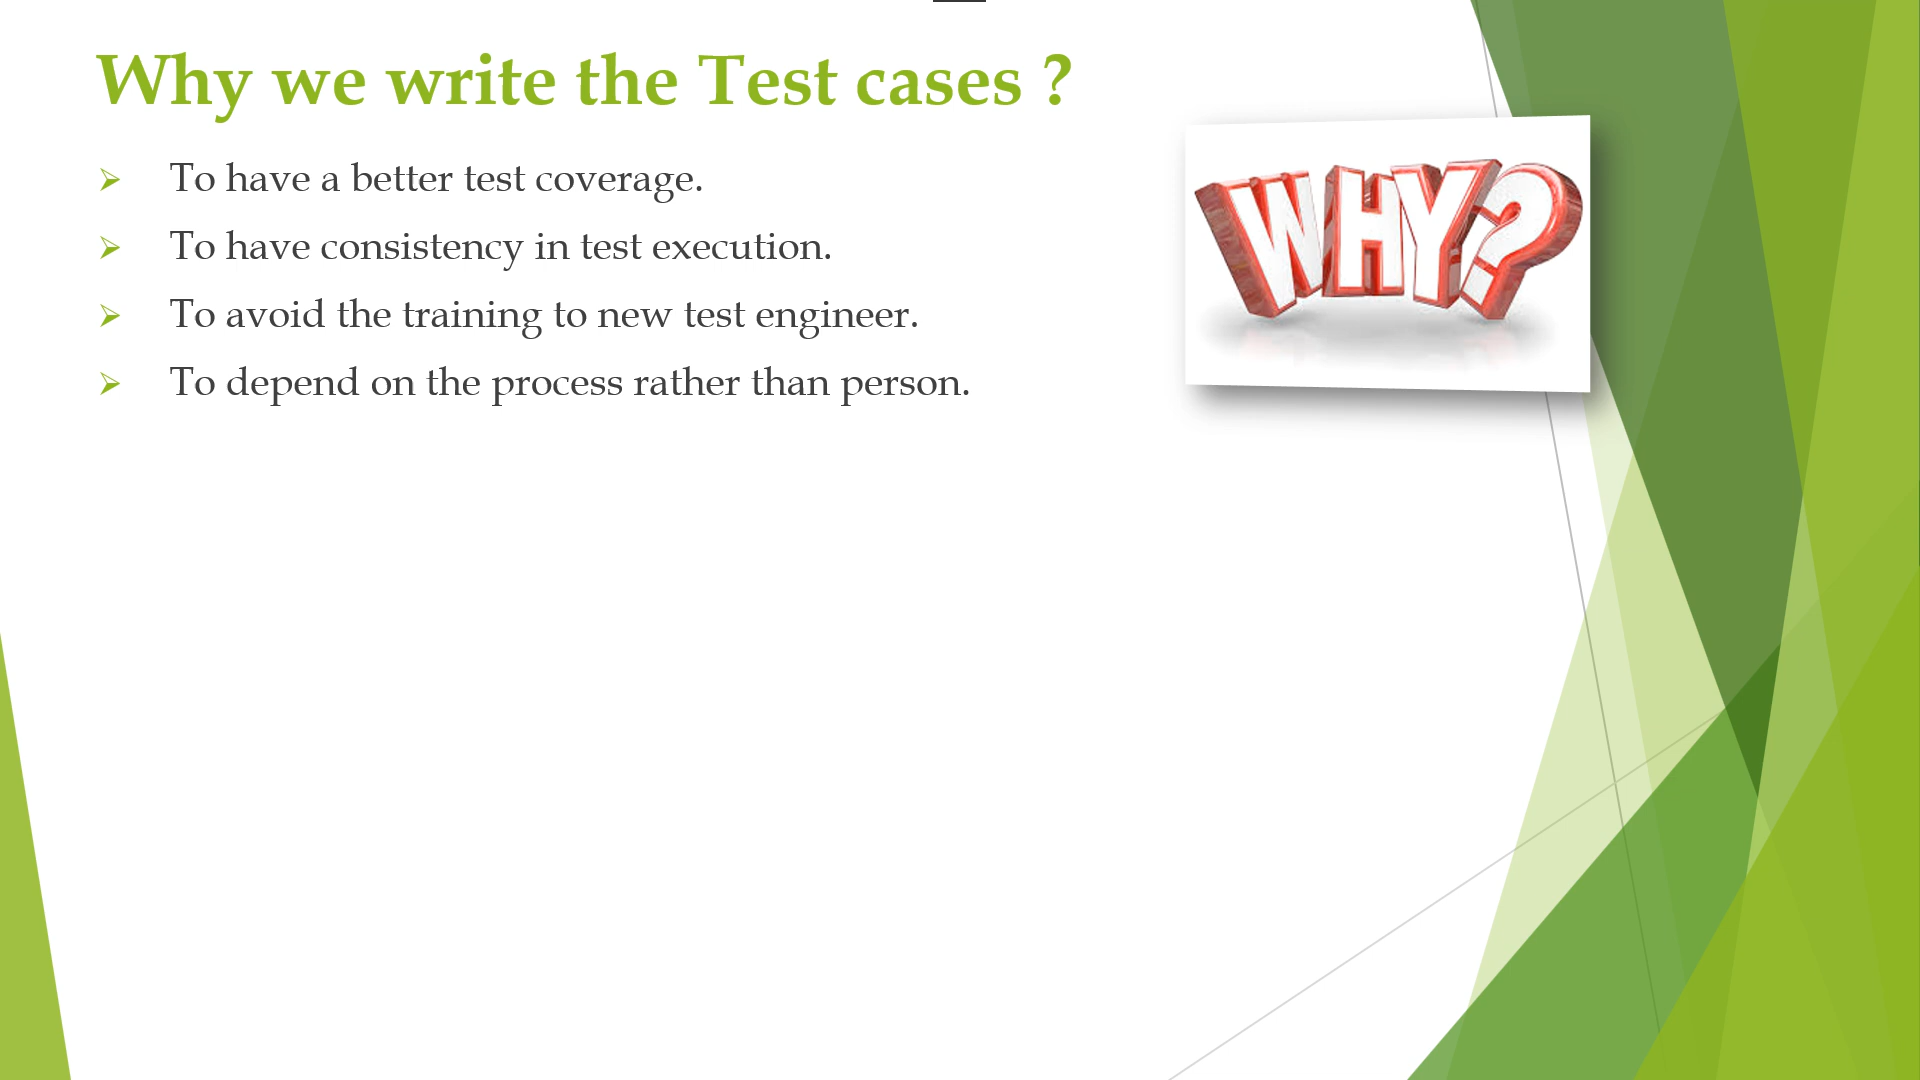 Why we write the Test cases ?
To have a better test coverage.
To have consistency in test execution.
To avoid the training to new test engineer.
To depend on the process rather than person.
WHY?